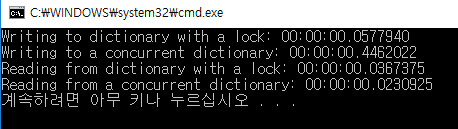 C:₩WINDOWS₩system32₩cmd.exe
Writing to dictionary with a lock: 00:00:00.0577940
Writing to a concurrent dictionary: 00:00:00.4462022
Reading from dictionary with a lock: 00:00:00.0367375
Reading from a concurrent dictionary: 00:00:00.0230925
계속하려면 아무 키나 누르십시오 . . .